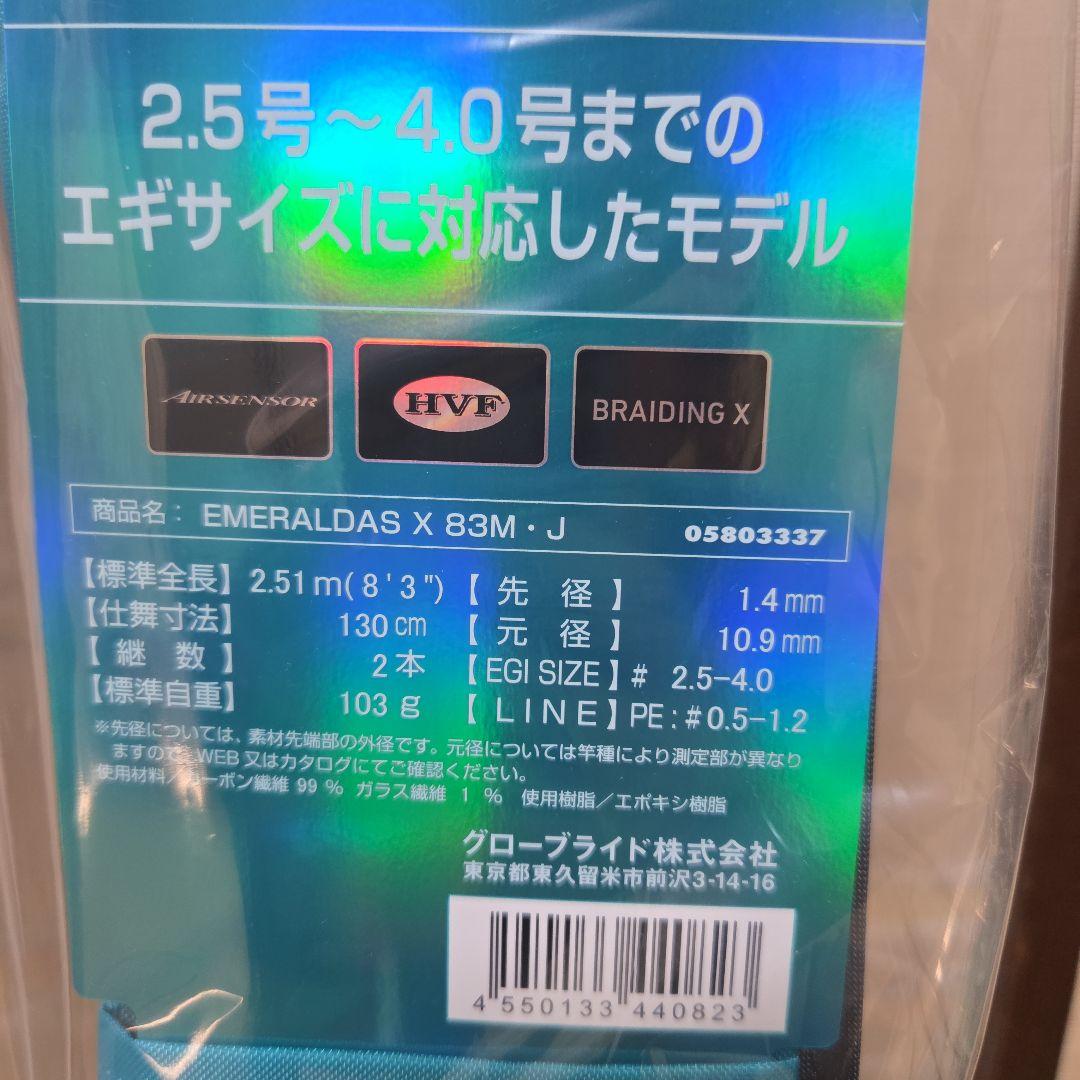 2.5号～4.0号までの
エギサイズに対応したモデル
AIRSENSOR
HVF
BRAIDING X
商品名： EMERALDAS X 83M・J 05803337
【標準全長】 2.51m(8'3") 【先 径】 1.4mm
【仕舞寸法】 130cm 【元 径】 10.9mm
【継 数】 2本 【EGI SIZE】# 2.5-4.0
【標準自重】 103g 【LINE】PE:#0.5-1.2
※先径については、素材先端部の外径です。元径については竿種により測定部が異なり
ますので、WEB又はカタログにてご確認ください。
使用材料／カーボン繊維 99 % ガラス繊維 1 % 使用樹脂／エポキシ樹脂
グローブライド株式会社
東京都東久留米市前沢3-14-16
4 550133 440823